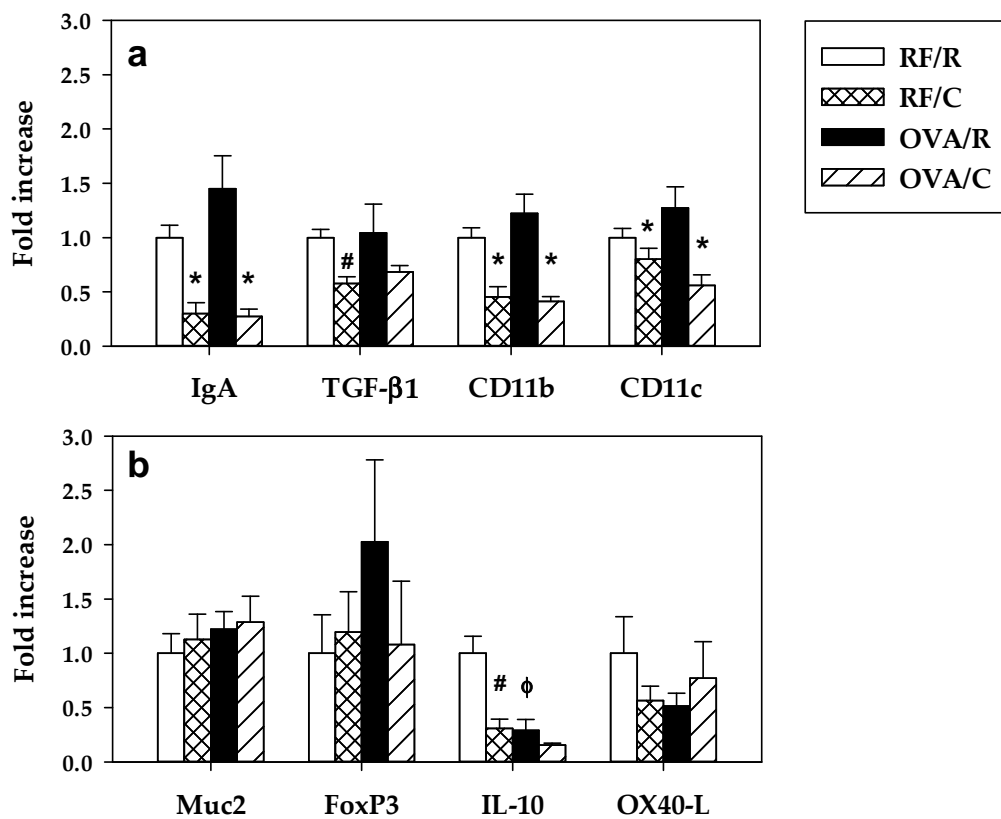 a
Fold increase
3.0
2.5
2.0
1.5
1.0
0.5
0.0
* *
#
* *
* *
IgA TGF-β1 CD11b CD11c
RF/R
RF/C
OVA/R
OVA/C
b
Fold increase
3.0
2.5
2.0
1.5
1.0
0.5
0.0
# ϕ
Muc2 FoxP3 IL-10 OX40-L